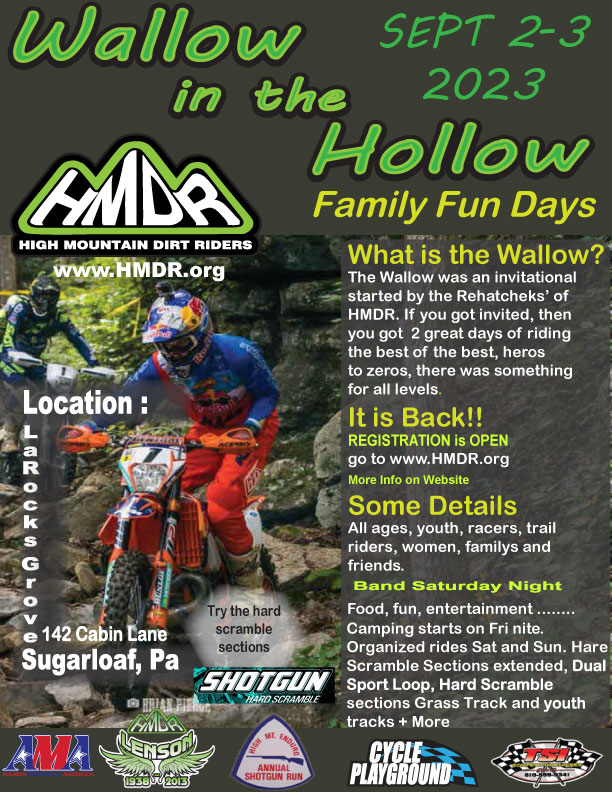 Wallow
in the
Hollow
SEPT 2-3
2023
Family Fun Days
HMDR
HIGH MOUNTAIN DIRT RIDERS
www.HMDR.org
What is the Wallow?
The Wallow was an invitational
started by the Rehatcheks’ of
HMDR. If you got invited, then
you got 2 great days of riding
the best of the best, heros
to zeros, there was something
for all levels.
It is Back!!
REGISTRATION is OPEN
go to www.HMDR.org
More Info on Website
Some Details
All ages, youth, racers, trail
riders, women, familys and
friends.
Band Saturday Night
Food, fun, entertainment ........
Camping starts on Fri nite.
Organized rides Sat and Sun. Hare
Scramble Sections extended, Dual
Sport Loop, Hard Scramble
sections Grass Track and youth
tracks + More
Location :
LaRocks Grove
142 Cabin Lane
Sugarloaf, Pa
Try the hard
scramble
sections
SHOTGUN
HARD SCRAMBLE
AMA
HMDR
LENSON
1938 2013
HIGH MT. ENDURO
ANNUAL
SHOTGUN RUN
CYCLE
PLAYGROUND
TSI